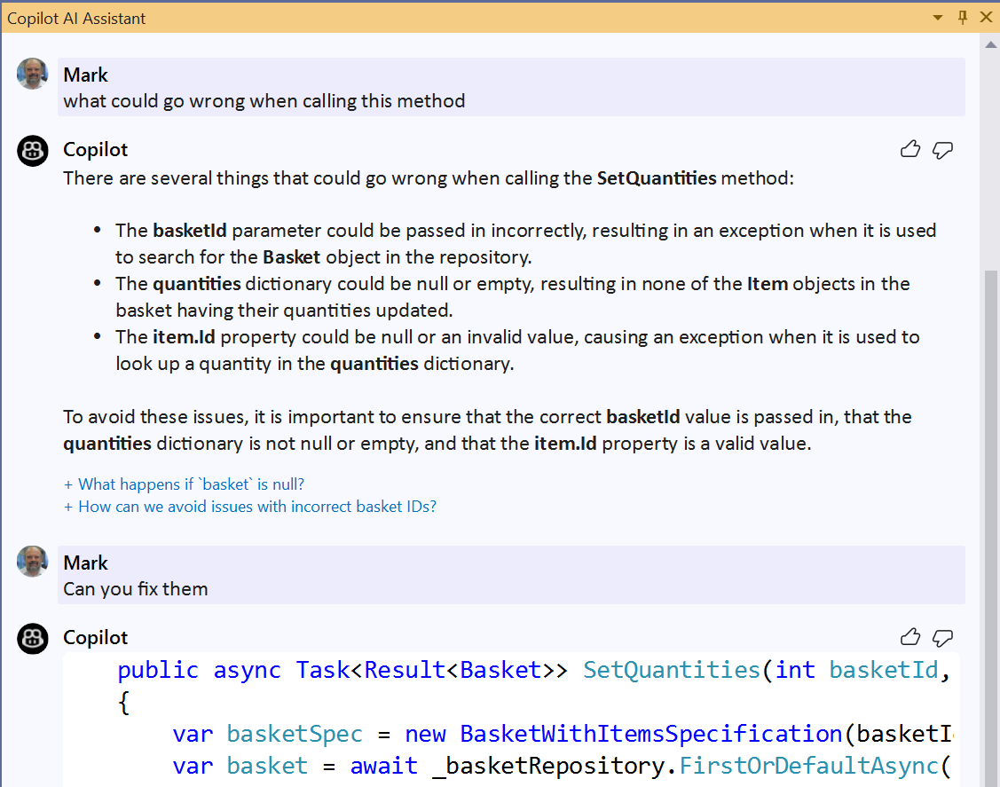 Copilot AI Assistant
Mark
what could go wrong when calling this method
Copilot
There are several things that could go wrong when calling the SetQuantities method:
• The basketId parameter could be passed in incorrectly, resulting in an exception when it is used
to search for the Basket object in the repository.
• The quantities dictionary could be null or empty, resulting in none of the Item objects in the
basket having their quantities updated.
• The item.Id property could be null or an invalid value, causing an exception when it is used to
look up a quantity in the quantities dictionary.
To avoid these issues, it is important to ensure that the correct basketId value is passed in, that the
quantities dictionary is not null or empty, and that the item.Id property is a valid value.
+ What happens if `basket` is null?
+ How can we avoid issues with incorrect basket IDs?
Mark
Can you fix them
Copilot
public async Task<Result<Basket>> SetQuantities(int basketId,
{
var basketSpec = new BasketWithItemsSpecification(
var basket = await _basketRepository.FirstOrDefaultAsync(